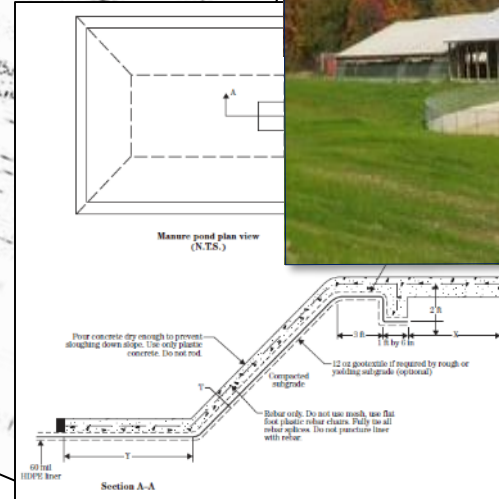 A
Manure pond plan view
(N.T.S.)
2 ft
3 ft
1 ft by 6 in
X
Pour concrete dry enough to prevent
sloughing down slope. Use only plastic
concrete. Do not rod.
12 oz geotextile if required by rough or
yielding subgrade (optional)
Compacted
subgrade
Y
Rebar only. Do not use mesh, use flat
foot plastic rebar chairs. Fully tie all
rebar splices. Do not puncture liner
with rebar.
60 mil
HDPE liner
Y
Section A-A